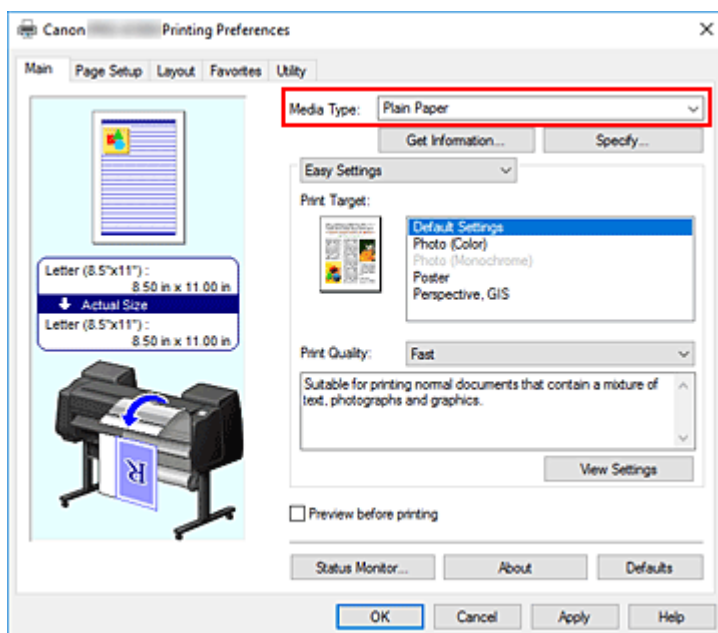 Canon Printing Preferences
Main Page Setup Layout Favorites Utility
Media Type: Plain Paper
Get Information... Specify...
Easy Settings
Print Target:
Default Settings
Photo (Color)
Photo (Monochrome)
Poster
Perspective, GIS
Letter (8.5"x11") :
8.50 in x 11.00 in
Actual Size
Letter (8.5"x11") :
8.50 in x 11.00 in
Print Quality: Fast
Suitable for printing normal documents that contain a mixture of
text, photographs and graphics.
View Settings
Preview before printing
Status Monitor... About Defaults
OK Cancel Apply Help